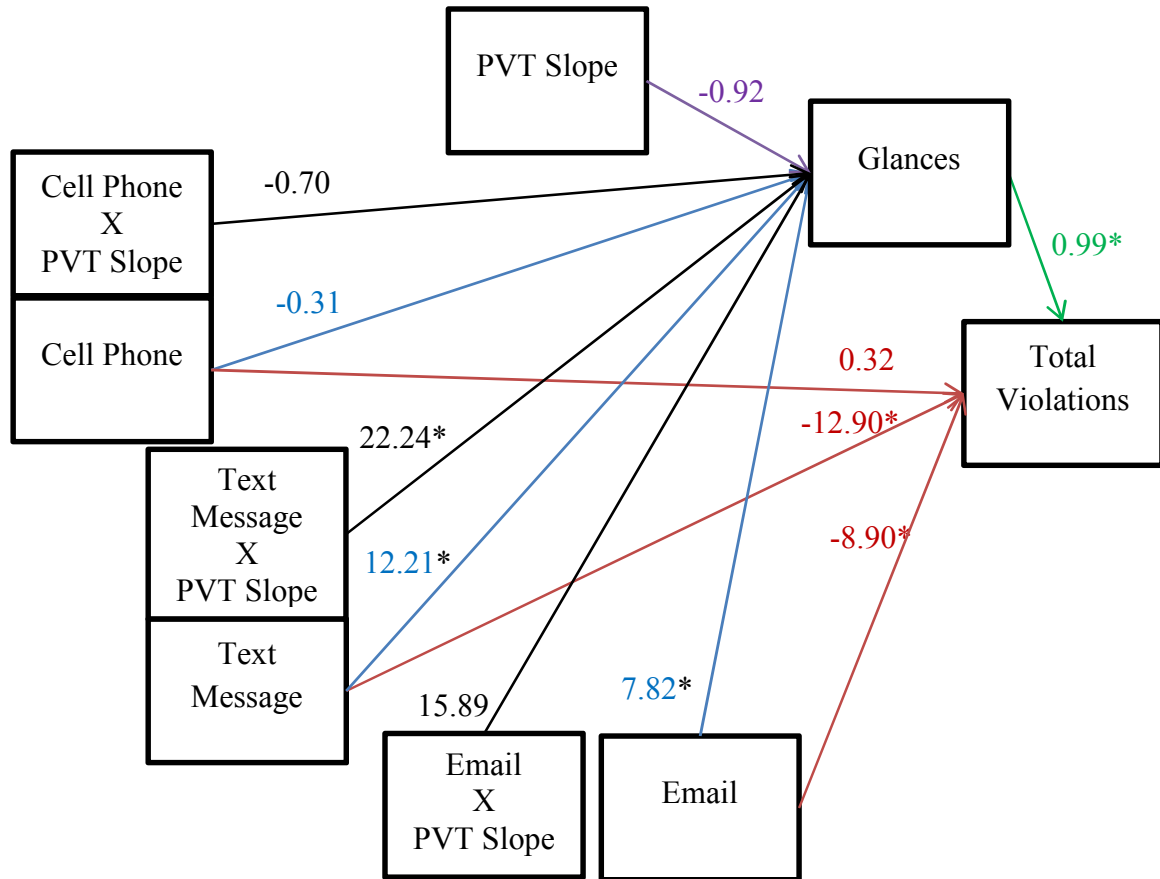 PVT Slope
-0.92
Glances
Cell Phone
X
PVT Slope
-0.70
0.99*
-0.31
Cell Phone
0.32
Total
Violations
-12.90*
22.24*
Text
Message
X
PVT Slope
-8.90*
12.21*
Text
Message
7.82*
15.89
Email
X
PVT Slope
Email